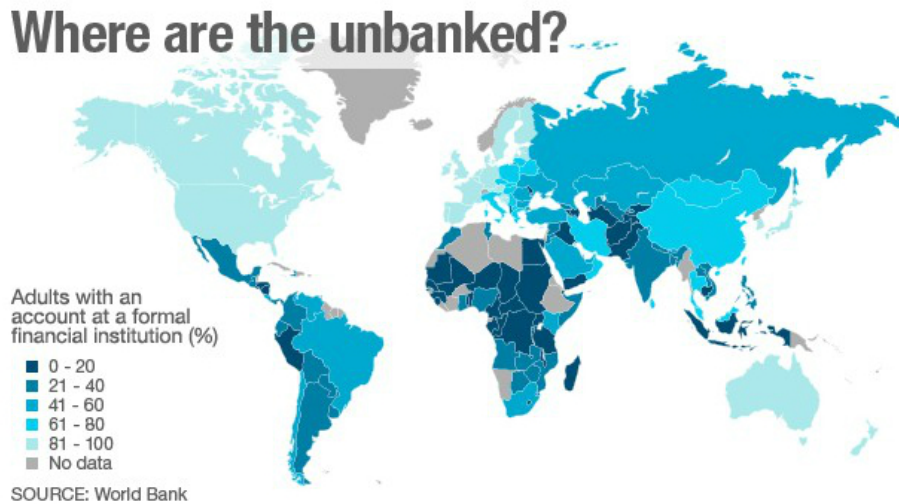 Where are the unbanked?
Adults with an
account at a formal
financial institution (%)
0 - 20
21 - 40
41 - 60
61 - 80
81 - 100
No data
SOURCE: World Bank